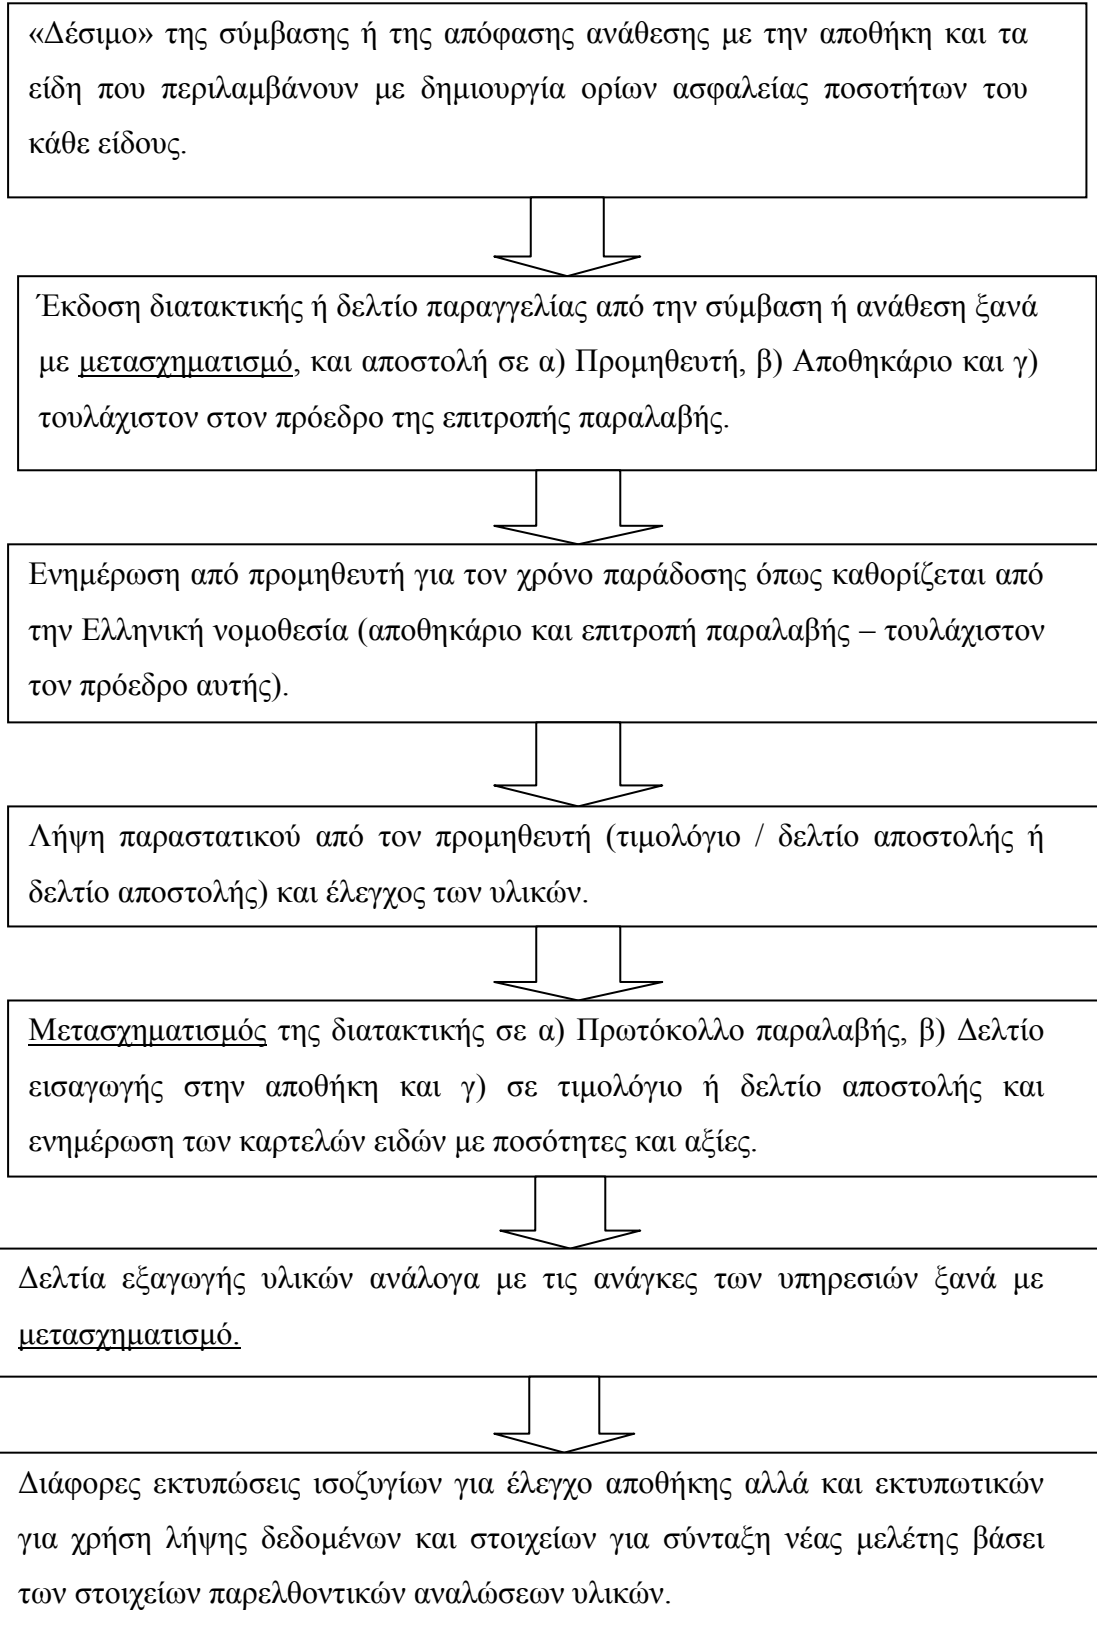 «Δέσιμο» της σύμβασης ή της απόφασης ανάθεσης με την αποθήκη και τα
είδη που περιλαμβάνουν με δημιουργία ορίων ασφαλείας ποσοτήτων του
κάθε είδους.
Έκδοση διατακτικής ή δελτίο παραγγελίας από την σύμβαση ή ανάθεση ξανά
με μετασχηματισμό, και αποστολή σε α) Προμηθευτή, β) Αποθηκάριο και γ)
τουλάχιστον στον πρόεδρο της επιτροπής παραλαβής.
Ενημέρωση από προμηθευτή για τον χρόνο παράδοσης όπως καθορίζεται από
την Ελληνική νομοθεσία (αποθηκάριο και επιτροπή παραλαβής – τουλάχιστον
τον πρόεδρο αυτής).
Λήψη παραστατικού από τον προμηθευτή (τιμολόγιο / δελτίο αποστολής ή
δελτίο αποστολής) και έλεγχος των υλικών.
Μετασχηματισμός της διατακτικής σε α) Πρωτόκολλο παραλαβής, β) Δελτίο
εισαγωγής στην αποθήκη και γ) σε τιμολόγιο ή δελτίο αποστολής και
ενημέρωση των καρτελών ειδών με ποσότητες και αξίες.
Δελτία εξαγωγής υλικών ανάλογα με τις ανάγκες των υπηρεσιών ξανά με
μετασχηματισμό.
Διάφορες εκτυπώσεις ισοζυγίων για έλεγχο αποθήκης αλλά και εκτυπωτικών
για χρήση λήψης δεδομένων και στοιχείων για σύνταξη νέας μελέτης βάσει
των στοιχείων παρελθοντικών αναλώσεων υλικών.